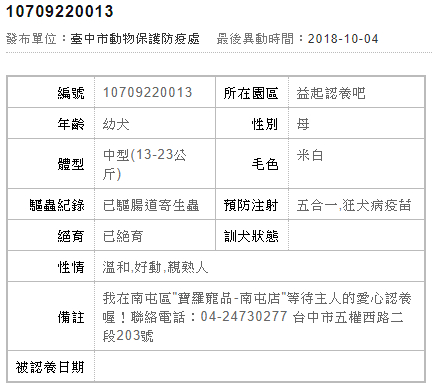 10709220013
發布單位：臺中市動物保護防疫處 最後異動時間：2018-10-04
編號 10709220013 所在園區 益起認養吧
年齡 幼犬 性別 母
體型 中型(13-23公斤) 毛色 米白
驅蟲紀錄 已驅腸道寄生蟲 預防注射 五合一,狂犬病疫苗
絕育 已絕育 訓犬狀態
性情 溫和,好動,親熟人
備註 我在南屯區"寶羅寵品-南屯店"等待主人的愛心認養
喔！聯絡電話：04-24730277 台中市五權西路二
段203號
被認養日期